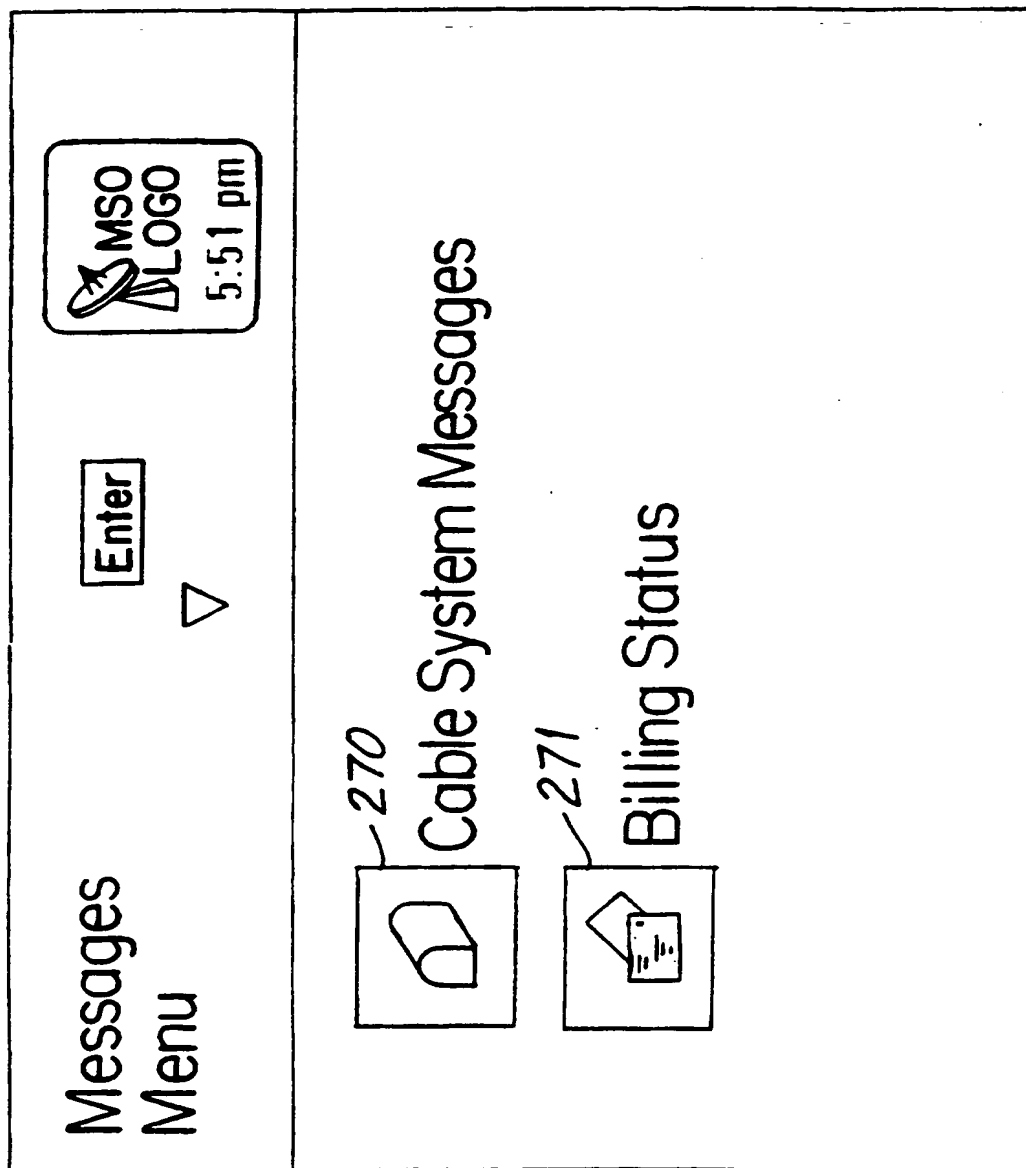 Messages
Menu
Enter
MSO
LOGO
5:51 pm
270
Cable System Messages
271
Billing Status